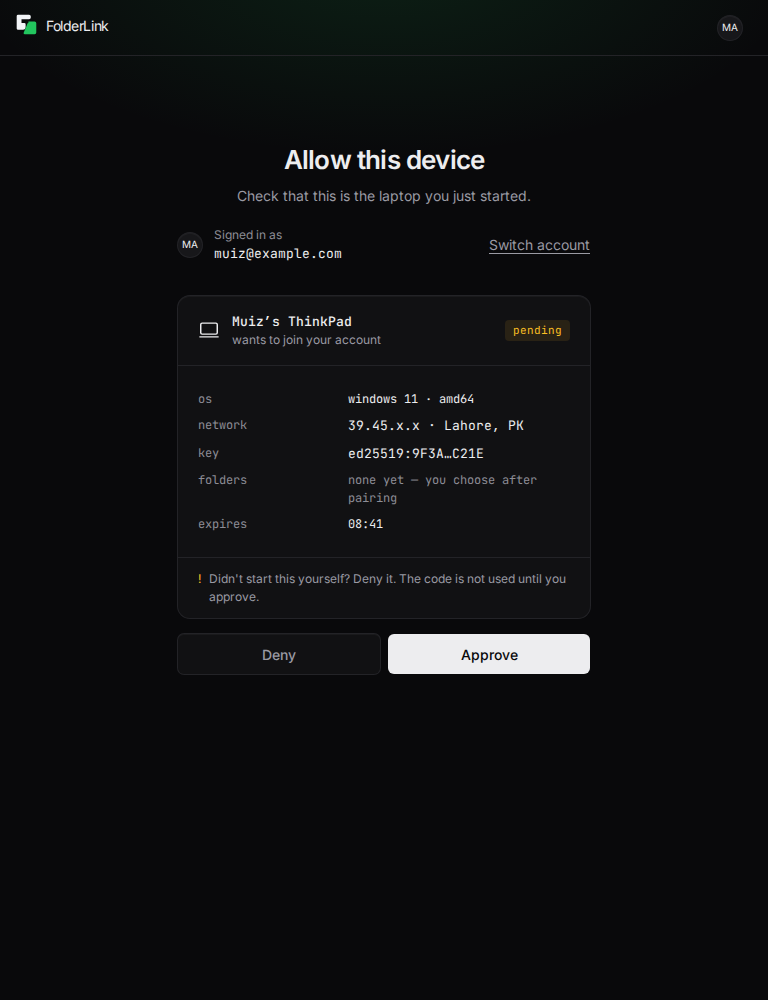 FolderLink
MA
Allow this device
Check that this is the laptop you just started.
MA
Signed in as
muiz@example.com
Switch account
Muiz’s ThinkPad
wants to join your account
pending
os windows 11 · amd64
network 39.45.x.x · Lahore, PK
key ed25519:9F3A…C21E
folders none yet — you choose after
pairing
expires 08:41
! Didn't start this yourself? Deny it. The code is not used until you
approve.
Deny
Approve